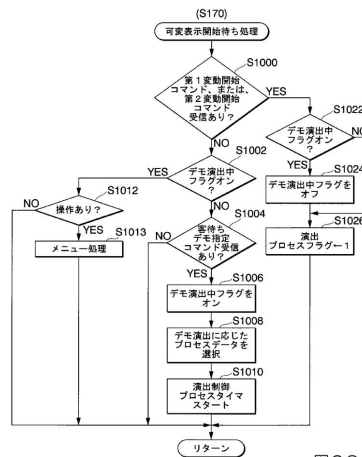 (S170)
可変表示開始待ち処理
S1000
第1変動開始
コマンド、または、
第2変動開始
コマンド
受信あり?
YES
NO
S1022
デモ演出中
フラグオン
?
NO
YES
S1024
デモ演出中フラグを
オフ
S1026
演出
プロセスフラグ-1
S1002
デモ演出中
フラグオン
?
YES
NO
S1012
操作あり?
NO
YES
S1013
メニュー処理
S1004
客待ち
デモ指定
コマンド受信
あり?
NO
YES
S1006
デモ演出中フラグを
オン
S1008
デモ演出に応じた
プロセスデータを
選択
S1010
演出制御
プロセスタイマ
スタート
リターン